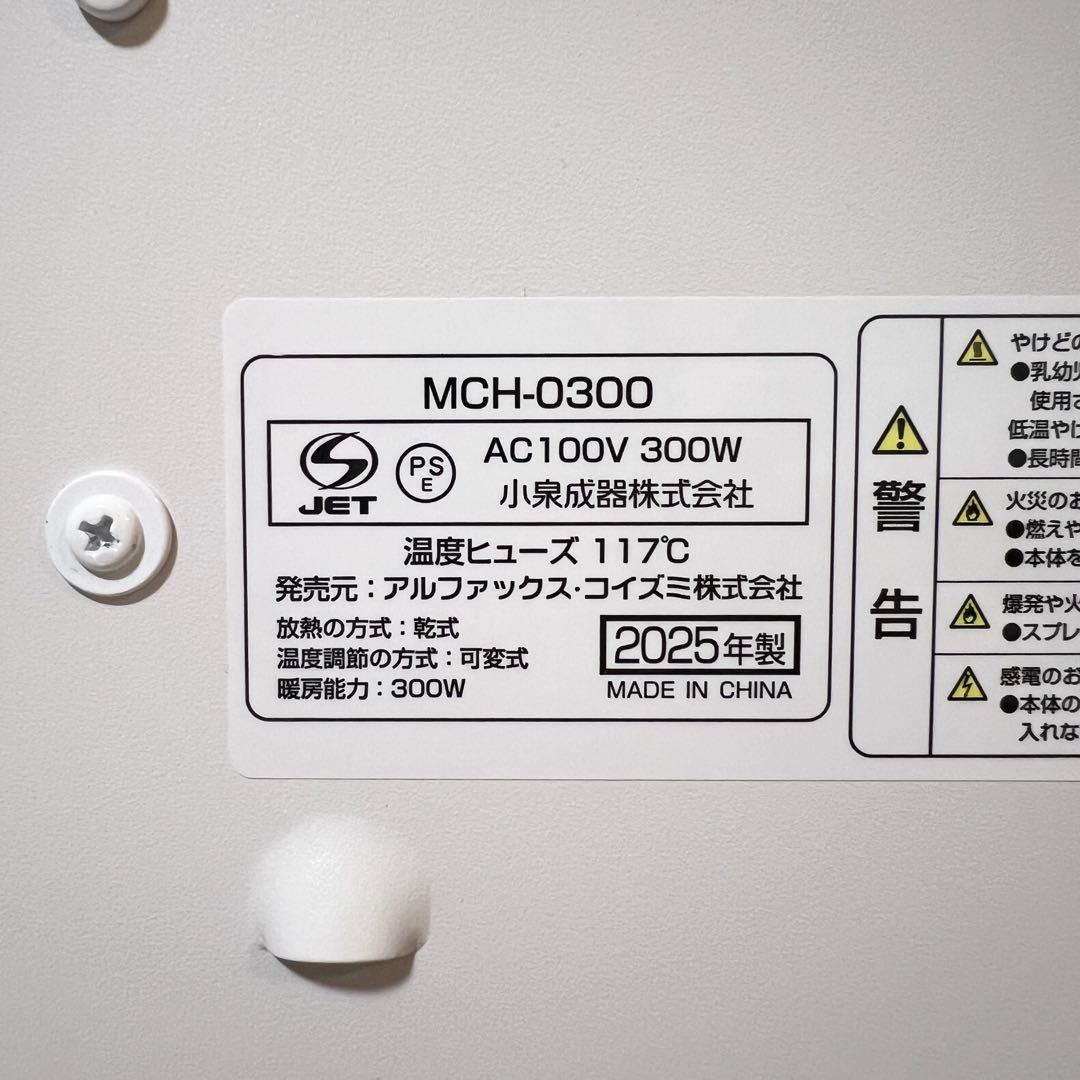 MCH-0300
JET
PS
E
AC100V 300W
小泉成器株式会社
温度ヒューズ 117℃
発売元：アルファックス・コイズミ株式会社
放熱の方式：乾式
温度調節の方式：可変式
暖房能力：300W
2025年製
MADE IN CHINA
警告
やけどの
●乳幼児
使用さ
低温やけ
●長時間
火災のお
●燃えや
●本体を
爆発や火
●スプレ
感電のお
●本体の
入れな